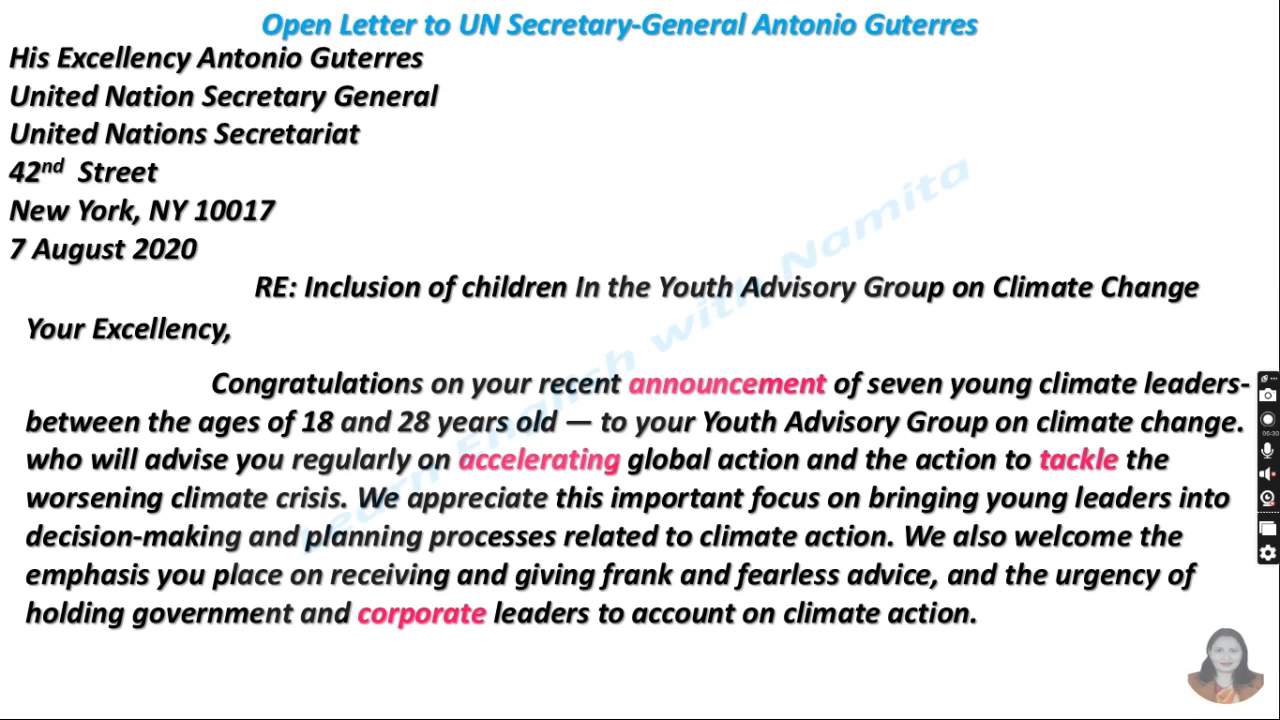 Open Letter to UN Secretary-General Antonio Guterres
His Excellency Antonio Guterres
United Nation Secretary General
United Nations Secretariat
42nd Street
New York, NY 10017
7 August 2020
RE: Inclusion of children In the Youth Advisory Group on Climate Change
Your Excellency,
Congratulations on your recent announcement of seven young climate leaders-
between the ages of 18 and 28 years old — to your Youth Advisory Group on climate change.
who will advise you regularly on accelerating global action and the action to tackle the
worsening climate crisis. We appreciate this important focus on bringing young leaders into
decision-making and planning processes related to climate action. We also welcome the
emphasis you place on receiving and giving frank and fearless advice, and the urgency of
holding government and corporate leaders to account on climate action.
Learn English with Namita